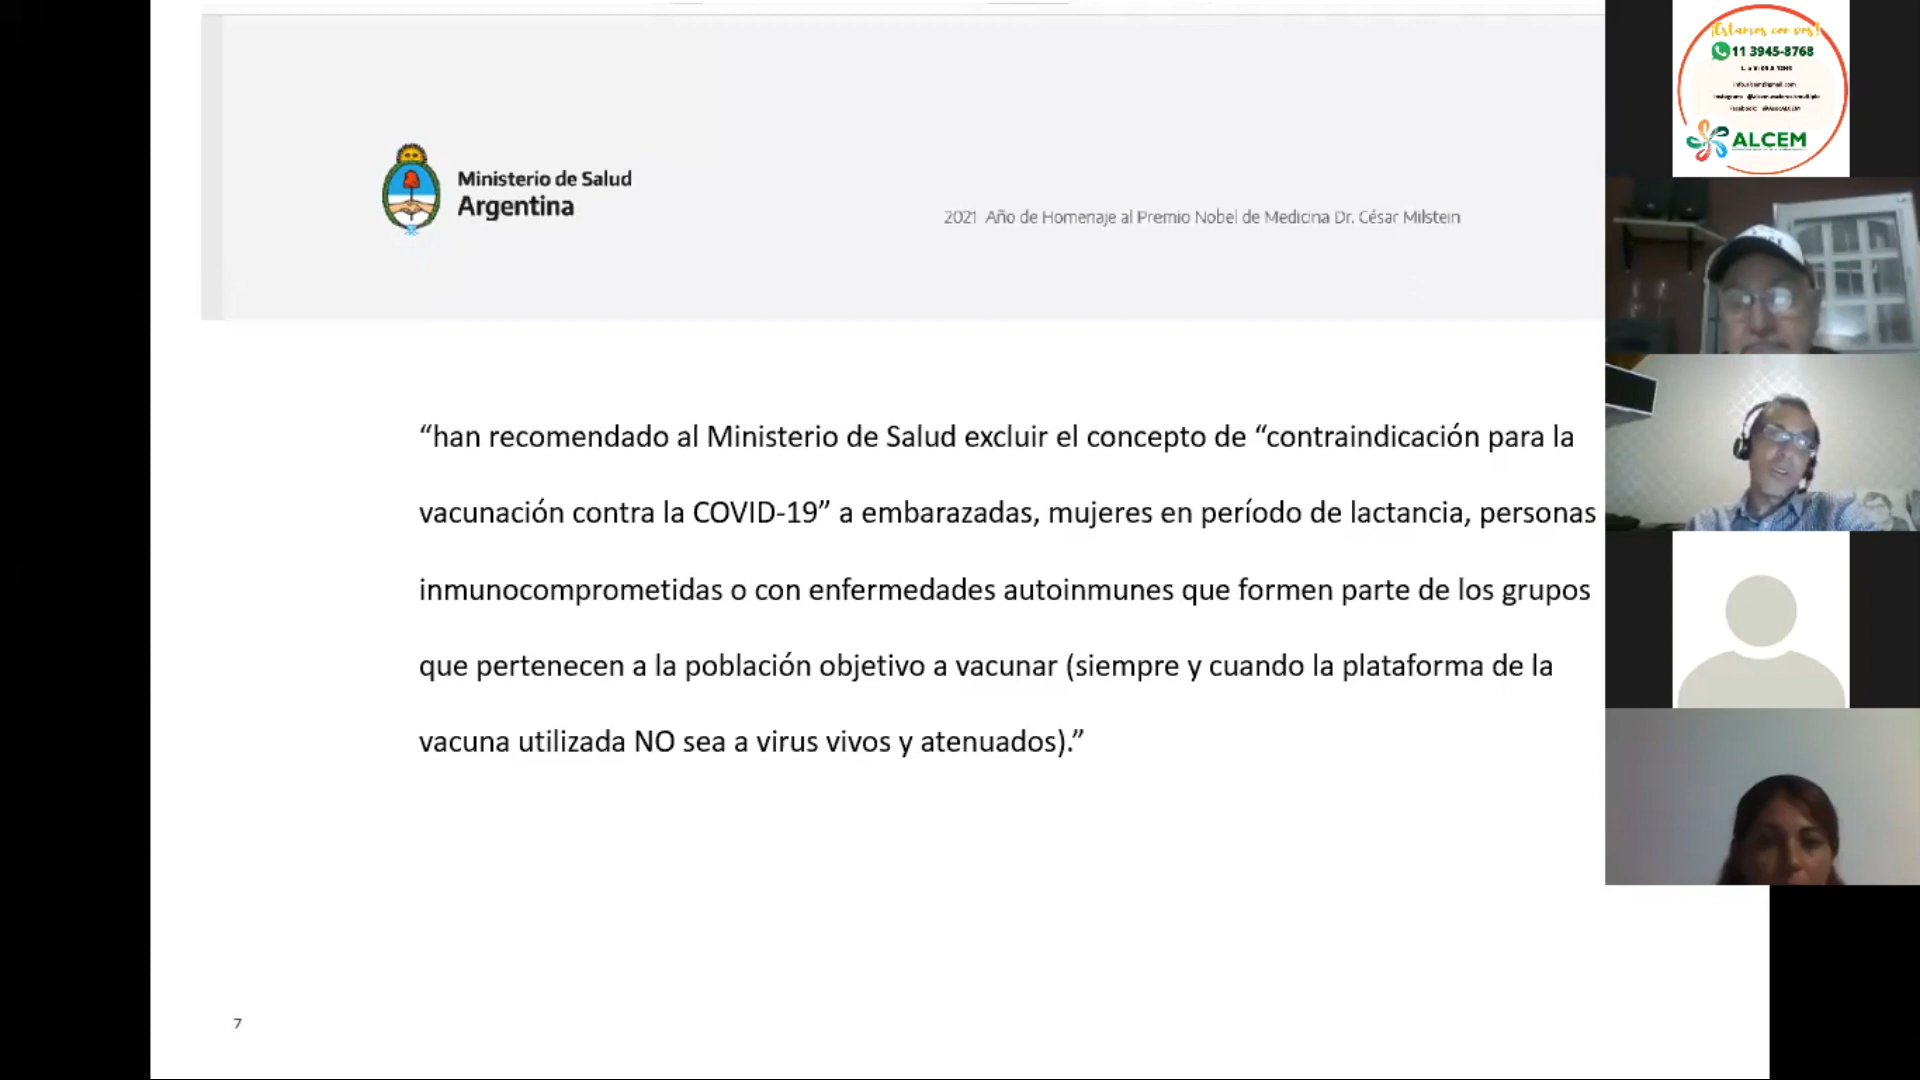 Ministerio de Salud
Argentina
2021 Año de Homenaje al Premio Nobel de Medicina Dr. César Milstein
“han recomendado al Ministerio de Salud excluir el concepto de “contraindicación para la
vacunación contra la COVID-19” a embarazadas, mujeres en período de lactancia, personas
inmunocomprometidas o con enfermedades autoinmunes que formen parte de los grupos
que pertenecen a la población objetivo a vacunar (siempre y cuando la plataforma de la
vacuna utilizada NO sea a virus vivos y atenuados).”
7
¡Estamos con vos!
11 3945-8768
ALCEM